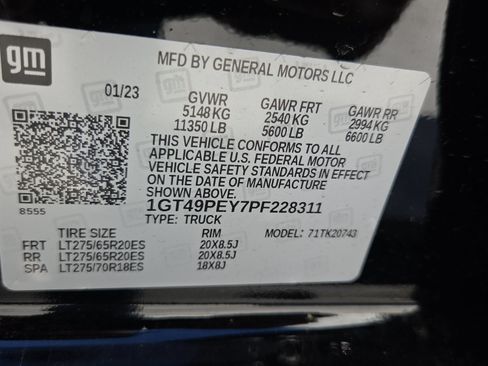 gm
MFD BY GENERAL MOTORS LLC
01/23
GVWR GAWR FRT GAWR RR
5148 KG 2540 KG 2994 KG
11350 LB 5600 LB 6600 LB
THIS VEHICLE CONFORMS TO ALL
APPLICABLE U.S. FEDERAL MOTOR
VEHICLE SAFETY STANDARDS IN EFFECT
ON THE DATE OF MANUFACTURE
SHOWN ABOVE.
1GT49PEY7PF228311
TYPE: TRUCK
8555
TIRE SIZE RIM MODEL: 71TK20743
FRT LT275/65R20ES 20X8.5J
RR LT275/65R20ES 20X8.5J
SPA LT275/70R18ES 18X8J